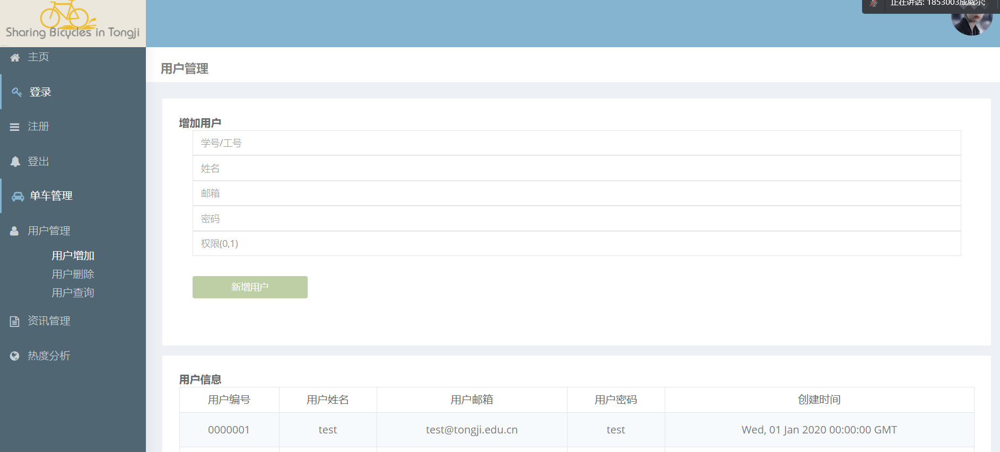 Sharing Bicycles in Tongji
正在讲话: 1853003成威尔;
主页
登录
注册
登出
单车管理
用户管理
用户增加
用户删除
用户查询
资讯管理
热度分析
用户管理
增加用户
学号/工号
姓名
邮箱
密码
权限(0,1)
新增用户
用户信息
用户编号 用户姓名 用户邮箱 用户密码 创建时间
0000001 test test@tongji.edu.cn test Wed, 01 Jan 2020 00:00:00 GMT